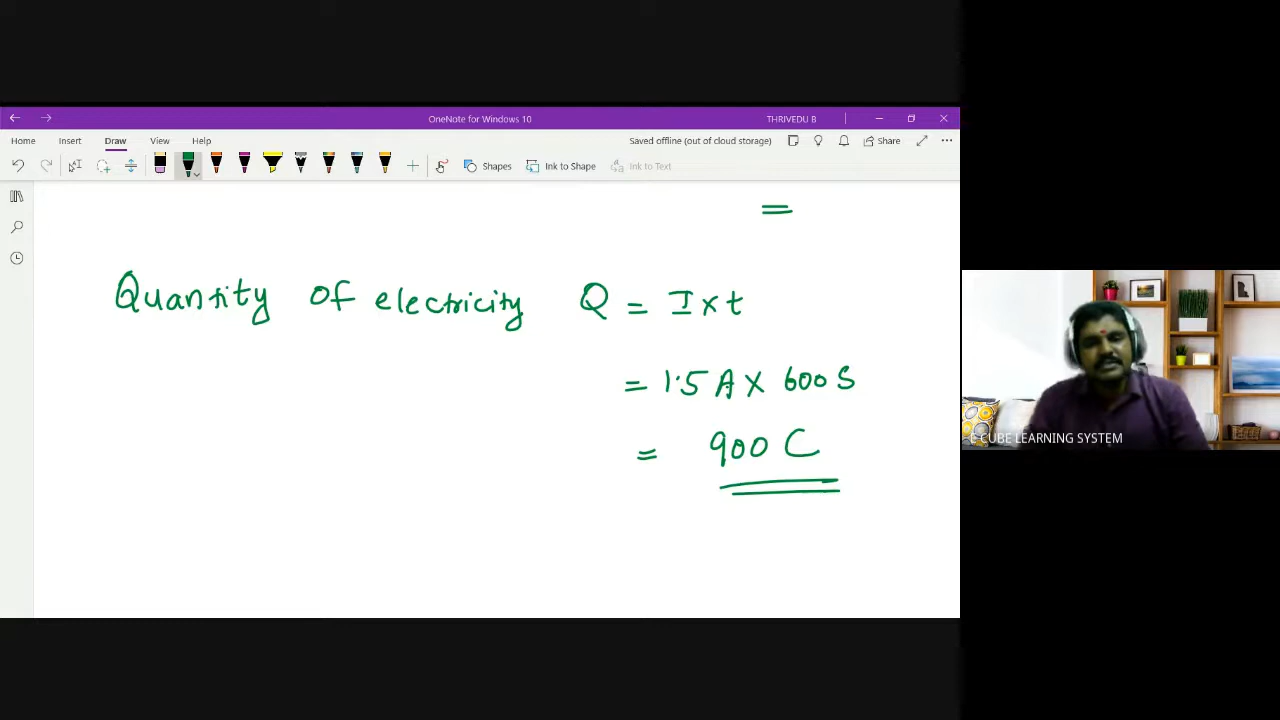 OneNote for Windows 10
THRIVEDU B
Home Insert Draw View Help
Saved offline (out of cloud storage)
Share
Shapes
Ink to Shape
Ink to Text
=
Quantity of electricity Q = I x t
= 1.5 A X 600 S
= 900 C
E CUBE LEARNING SYSTEM